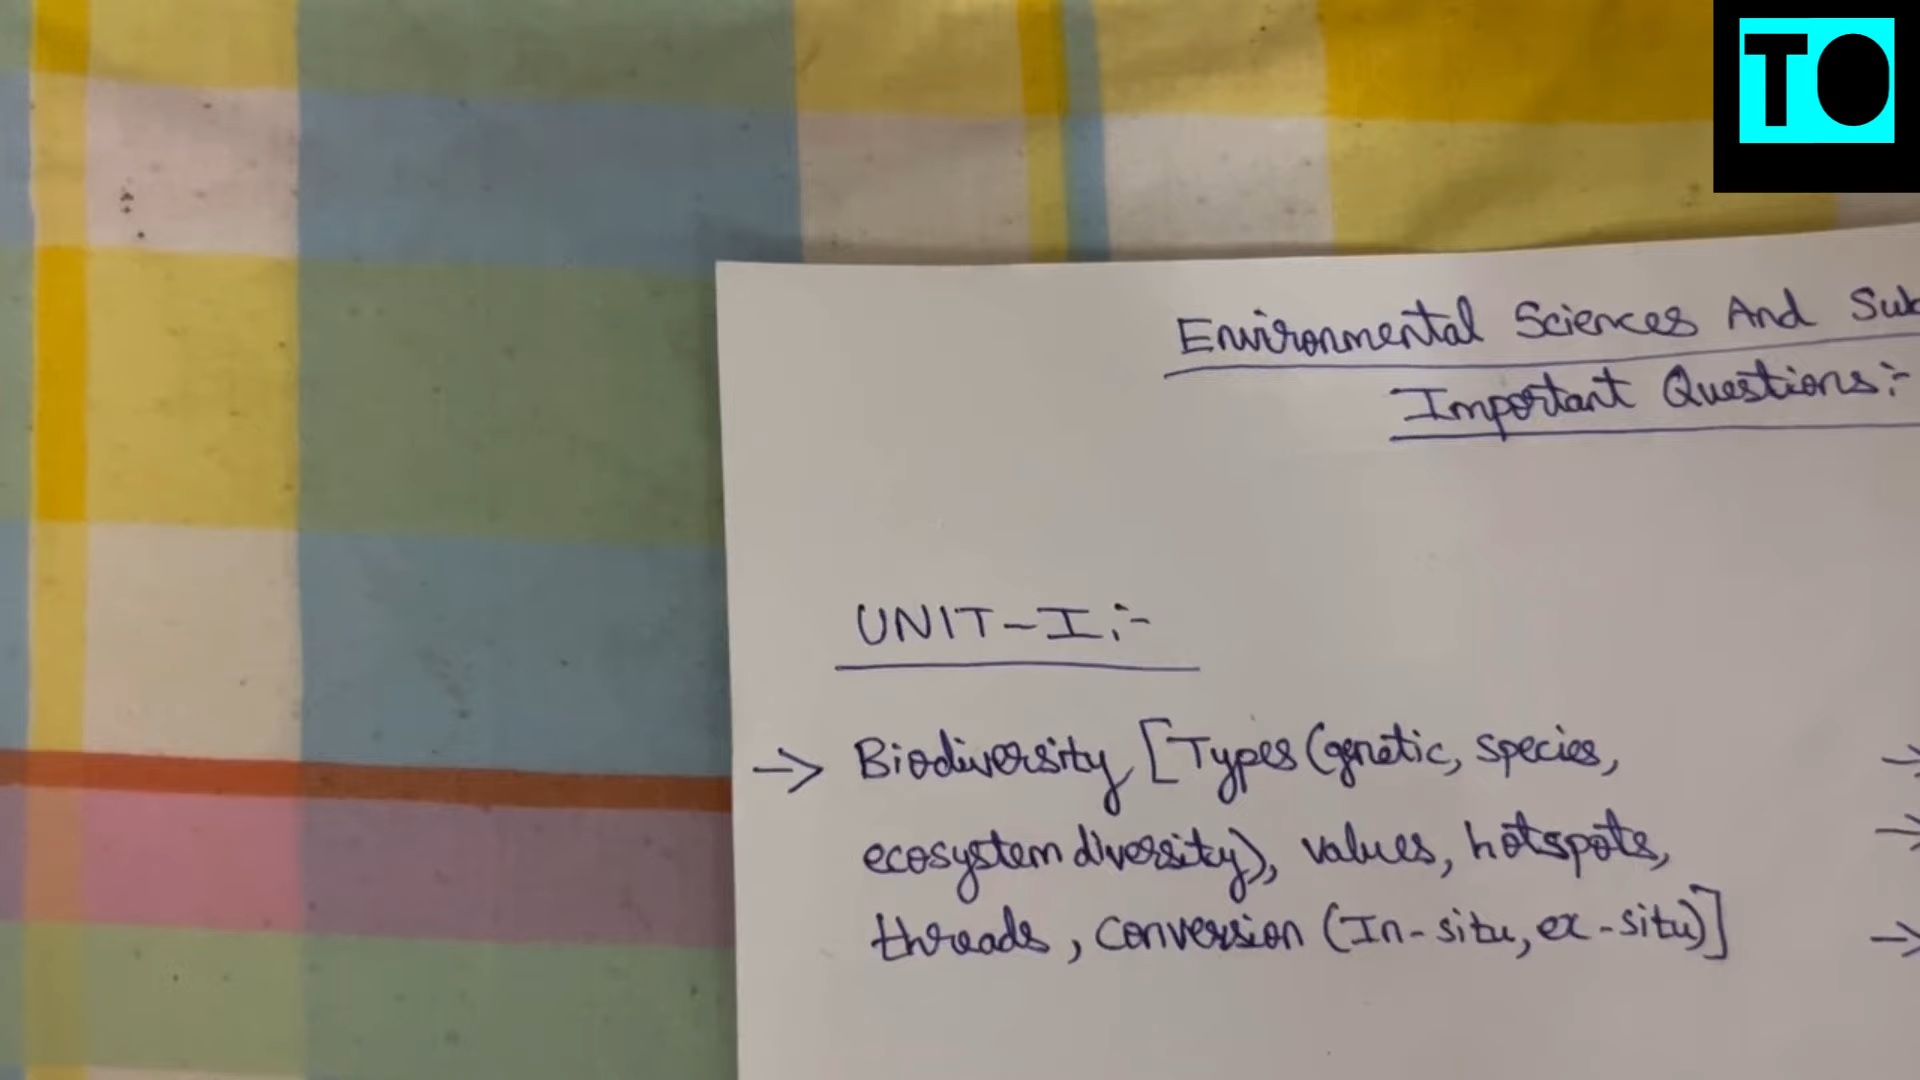 TO
Environmental Sciences And Sub
Important Questions:-
UNIT-I:-
→ Biodiversity [Types (genetic, species,
ecosystem diversity), values, hotspots,
threads, conversion (In-situ, ex-situ)]